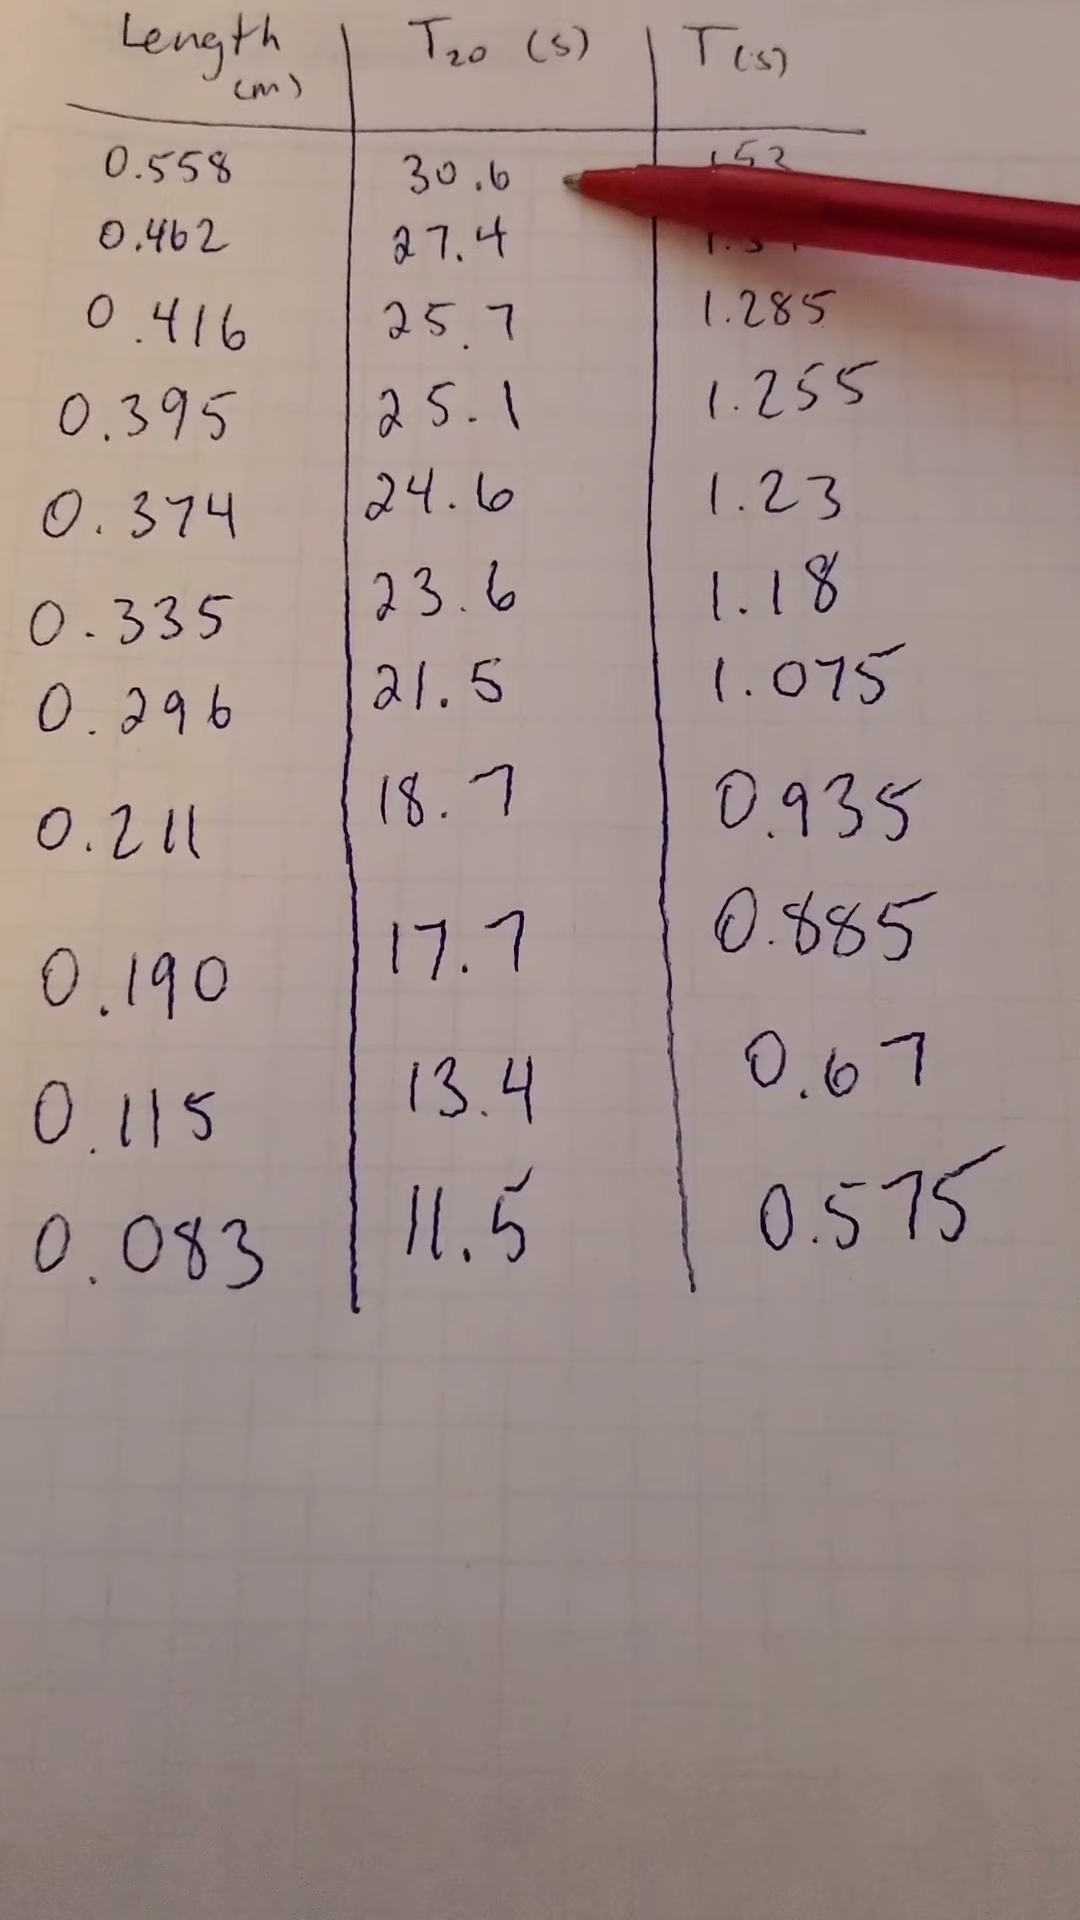 Length (m) T20 (s) T(s)
0.558 30.6 1.53
0.462 27.4
0.416 25.7 1.285
0.395 25.1 1.255
0.374 24.6 1.23
0.335 23.6 1.18
0.296 21.5 1.075
0.211 18.7 0.935
0.190 17.7 0.885
0.115 13.4 0.67
0.083 11.5 0.575